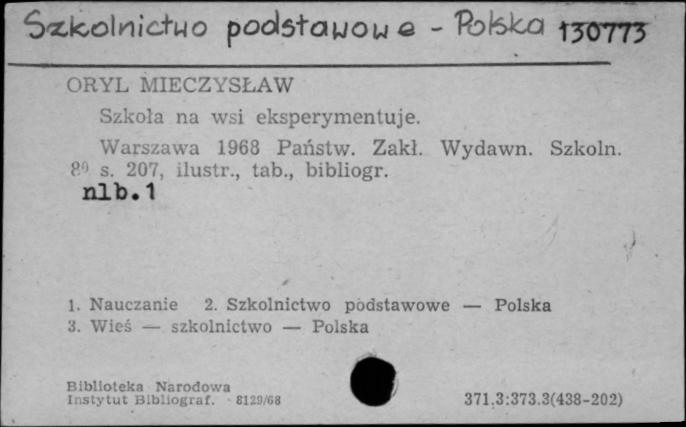 Szkolnictwo podstawowe - Polska 130773
ORYL MIECZYSŁAW
Szkoła na wsi eksperymentuje.
Warszawa 1968 Państw. Zakł. Wydawn. Szkoln.
8⁰ s. 207, ilustr., tab., bibliogr.
nlb.1
1. Nauczanie 2. Szkolnictwo podstawowe — Polska
3. Wieś — szkolnictwo — Polska
Biblioteka Narodowa
Instytut Bibliograf. 8129/68
371.3:373.3(438-202)